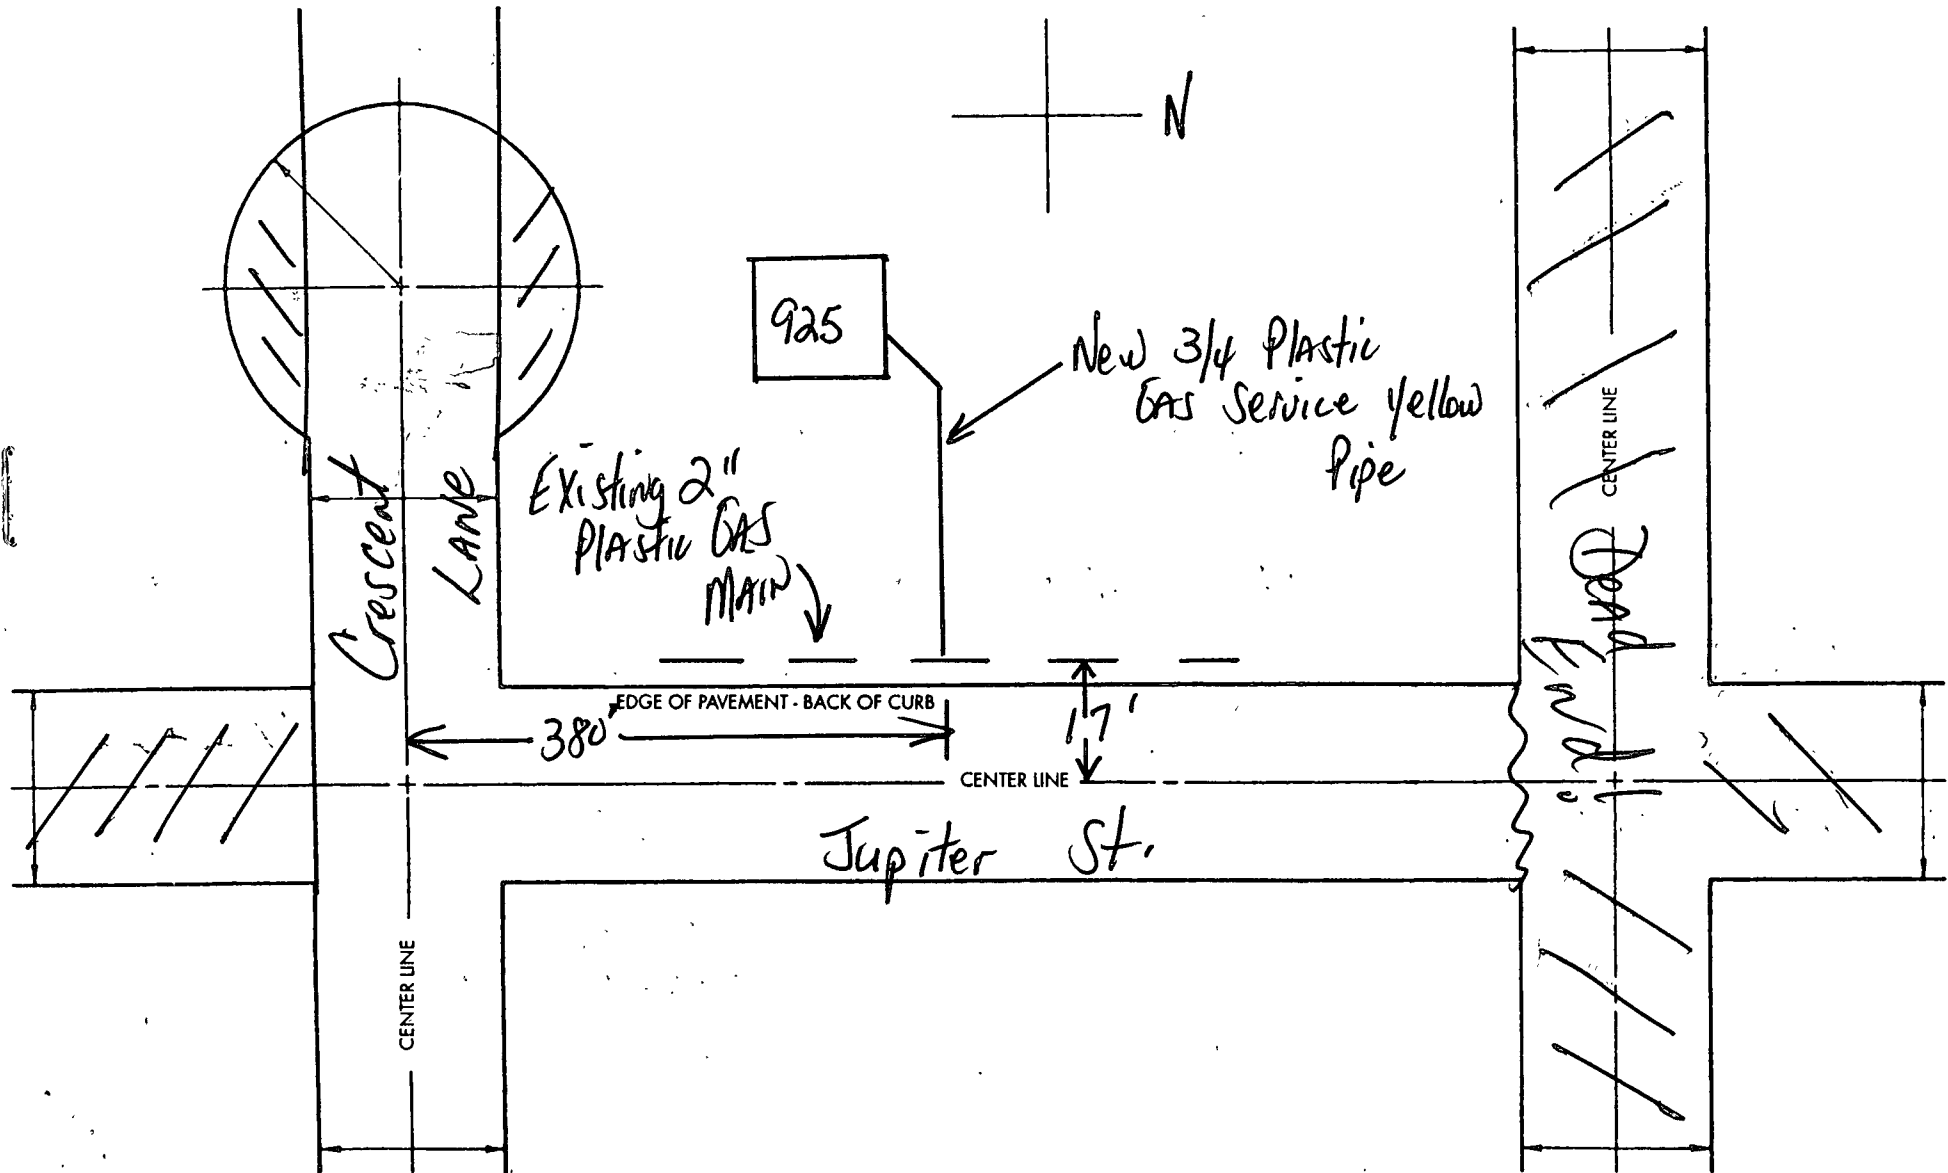 N
925
New 3/4 Plastic
Gas Service Yellow
Pipe
Existing 2"
Plastic Gas
Main
Crescent
Lane
CENTER LINE
Dead
End!
EDGE OF PAVEMENT - BACK OF CURB
380'
17'
CENTER LINE
Jupiter St.
CENTER LINE